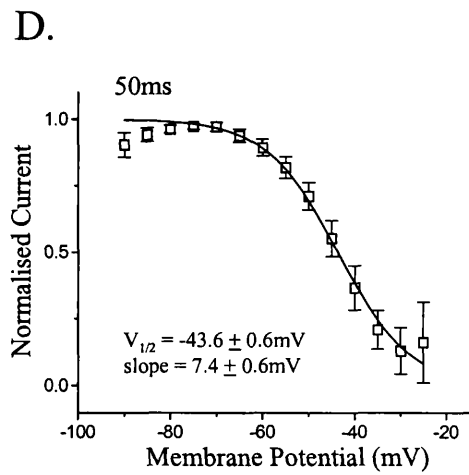 D.
50ms
1.0
0.5
0.0
Normalised Current
V1/2 = -43.6 ± 0.6mV
slope = 7.4 ± 0.6mV
-100 -80 -60 -40 -20
Membrane Potential (mV)